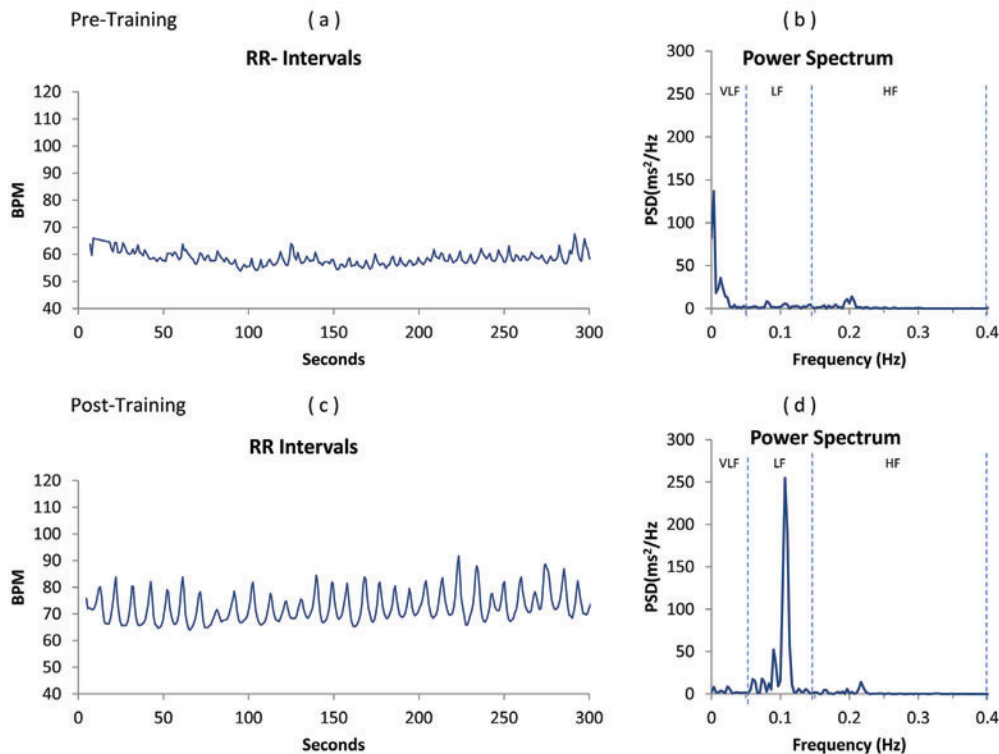 Pre-Training
( a )
( b )
RR- Intervals
Power Spectrum
BPM
120
110
100
90
80
70
60
50
40
0
50
100
150
200
250
300
Seconds
PSD(ms²/Hz
300
250
200
150
100
50
0
VLF
LF
HF
0
0.1
0.2
0.3
0.4
Frequency (Hz)
Post-Training
( c )
( d )
RR Intervals
Power Spectrum
BPM
120
110
100
90
80
70
60
50
40
0
50
100
150
200
250
300
Seconds
PSD(ms²/Hz
300
250
200
150
100
50
0
VLF
LF
HF
0
0.1
0.2
0.3
0.4
Frequency (Hz)